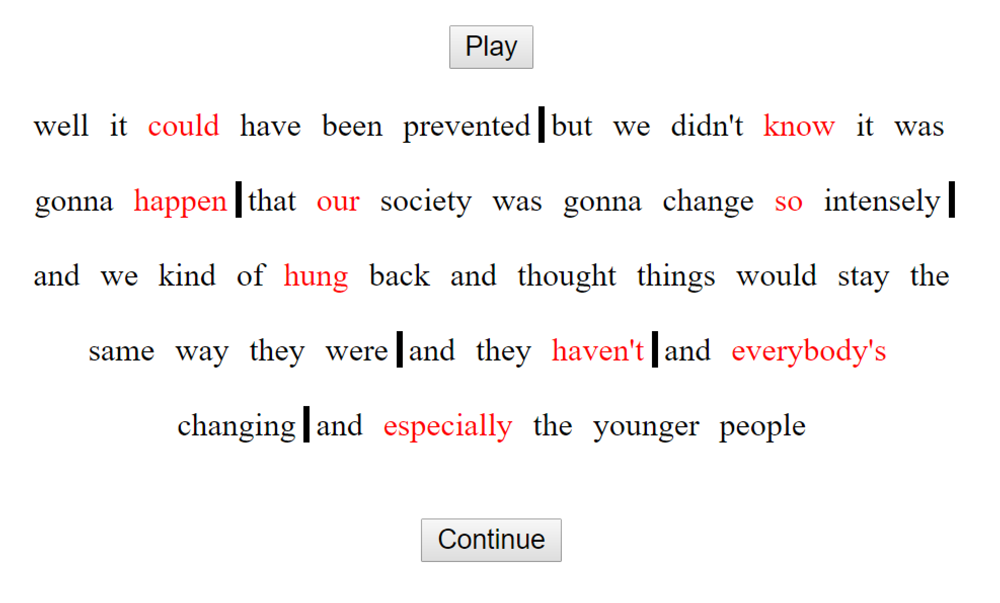 Play
well it could have been prevented | but we didn't know it was
gonna happen | that our society was gonna change so intensely |
and we kind of hung back and thought things would stay the
same way they were | and they haven't | and everybody's
changing | and especially the younger people
Continue